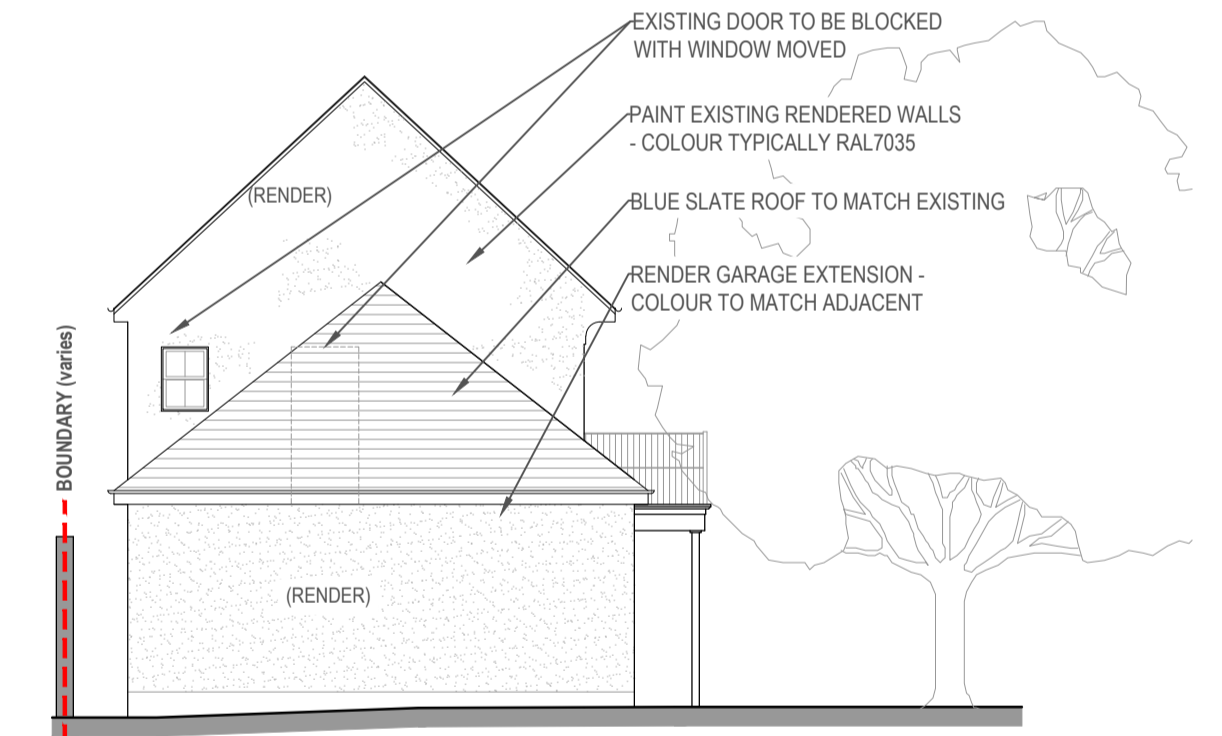 EXISTING DOOR TO BE BLOCKED
WITH WINDOW MOVED
PAINT EXISTING RENDERED WALLS
- COLOUR TYPICALLY RAL7035
(RENDER)
BLUE SLATE ROOF TO MATCH EXISTING
RENDER GARAGE EXTENSION -
COLOUR TO MATCH ADJACENT
BOUNDARY (varies)
(RENDER)